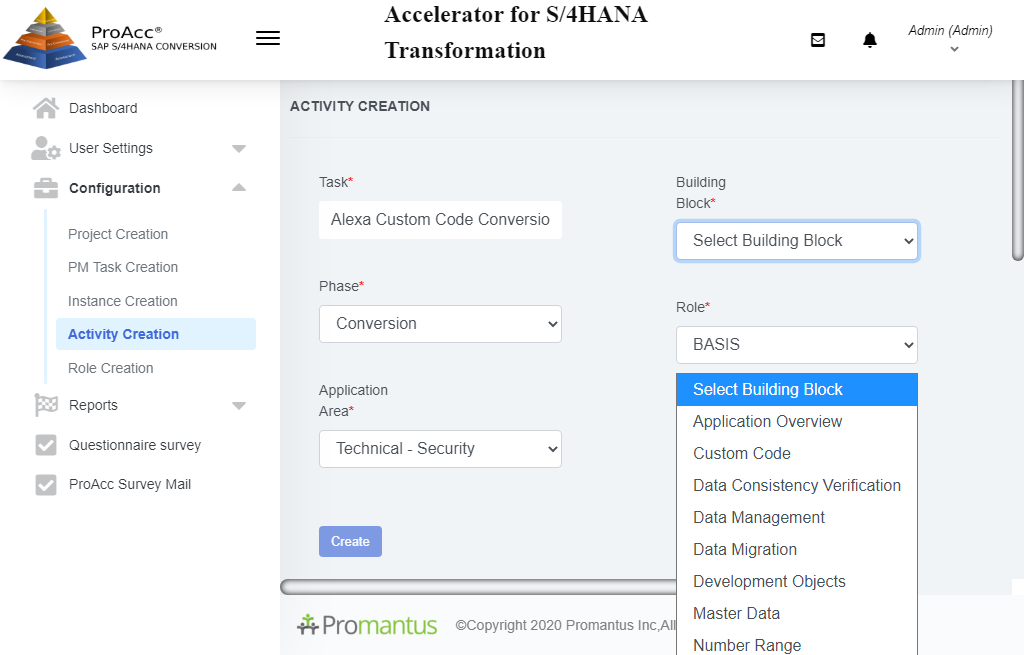 ProAcc®
SAP S/4HANA CONVERSION
Accelerator for S/4HANA
Transformation
Admin (Admin)
Dashboard
User Settings
Configuration
Project Creation
PM Task Creation
Instance Creation
Activity Creation
Role Creation
Reports
Questionnaire survey
ProAcc Survey Mail
ACTIVITY CREATION
Task*
Alexa Custom Code Conversio
Building
Block*
Select Building Block
Phase*
Conversion
Role*
BASIS
Application
Area*
Technical - Security
Select Building Block
Application Overview
Custom Code
Data Consistency Verification
Data Management
Data Migration
Development Objects
Master Data
Number Range
Create
Promantus
©Copyright 2020 Promantus Inc,All